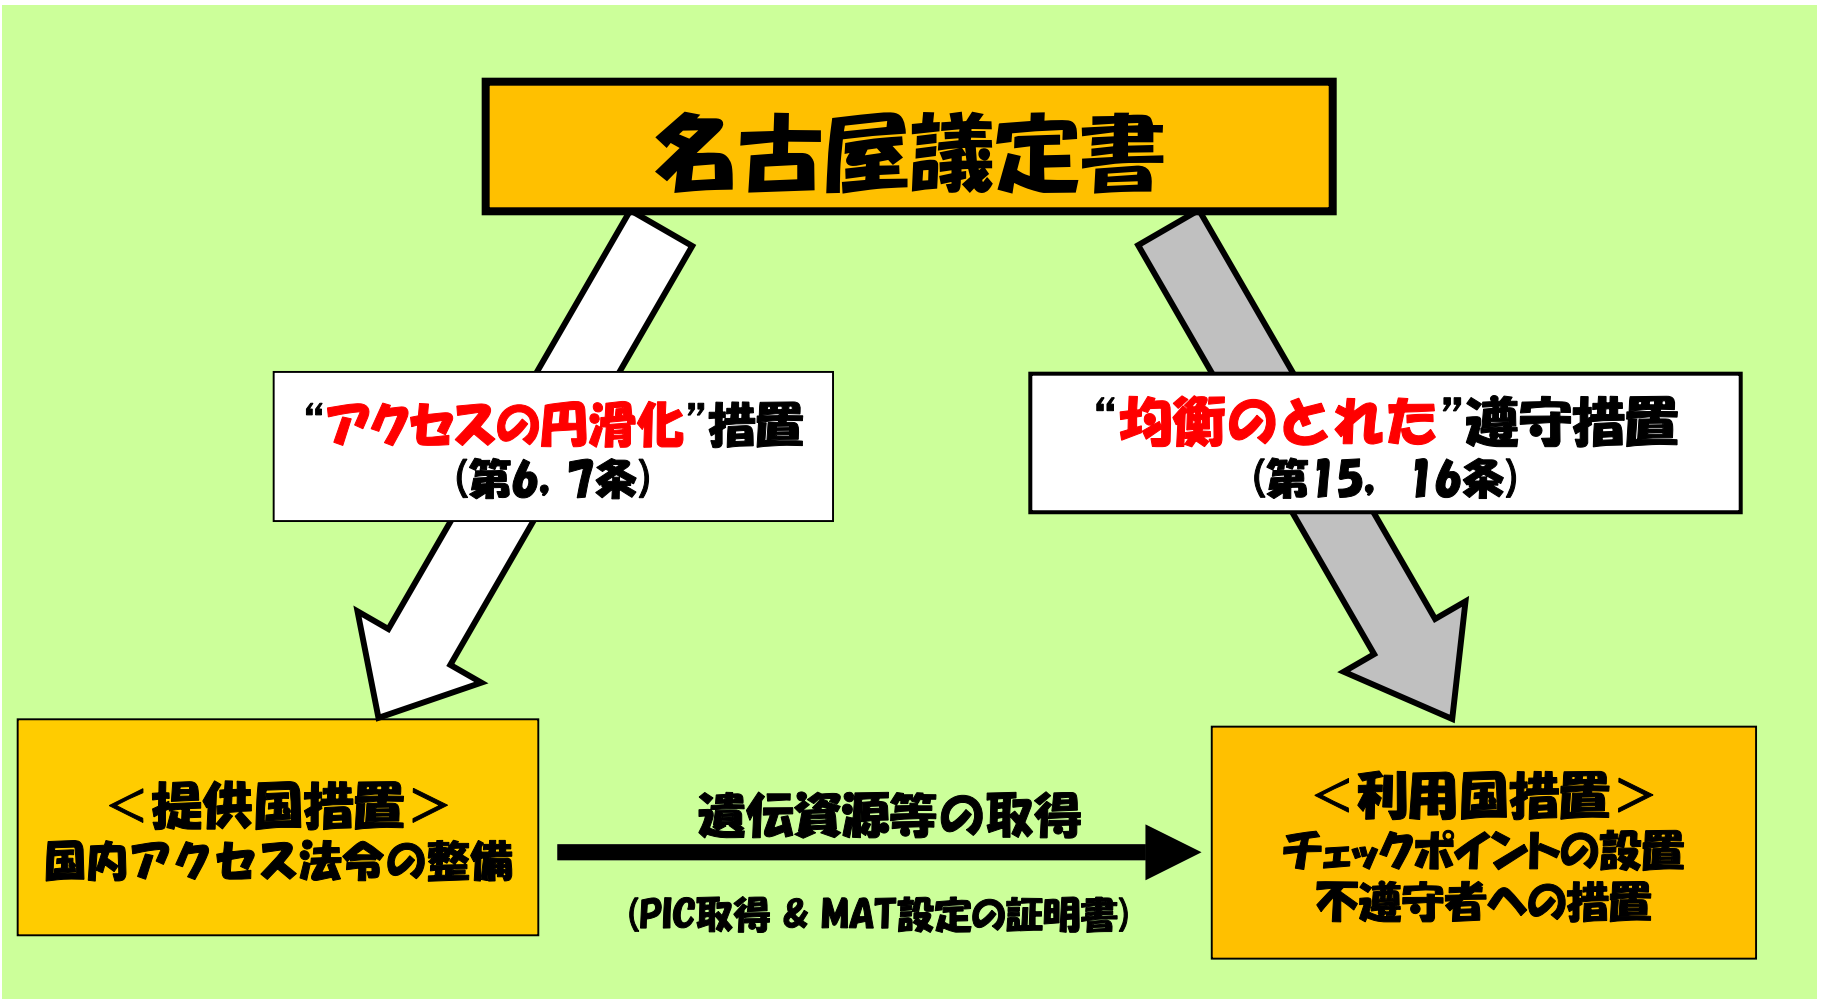 名古屋議定書
“アクセスの円滑化”措置
(第6, 7条)
“均衡のとれた”遵守措置
(第15, 16条)
＜提供国措置＞
国内アクセス法令の整備
遺伝資源等の取得
(PIC取得 & MAT設定の証明書)
＜利用国措置＞
チェックポイントの設置
不遵守者への措置